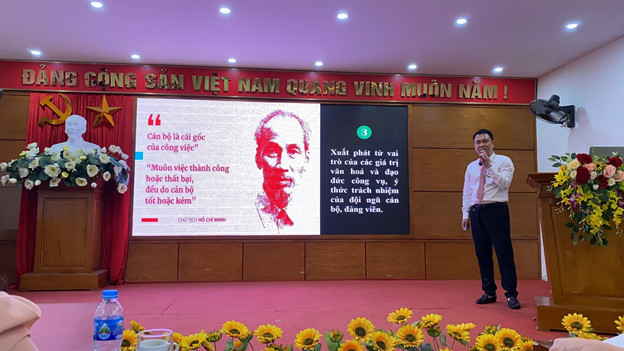 ĐẢNG CỘNG SẢN VIỆT NAM QUANG VINH MUÔN NĂM !
Cán bộ là cái gốc
của công việc”
“Muôn việc thành công
hoặc thất bại,
đều do cán bộ
tốt hoặc kém”
CHỦ TỊCH HỒ CHÍ MINH
3
Xuất phát từ vai
trò của các giá trị
văn hoá và đạo
đức công vụ, ý
thức trách nhiệm
của đội ngũ cán
bộ, đảng viên.